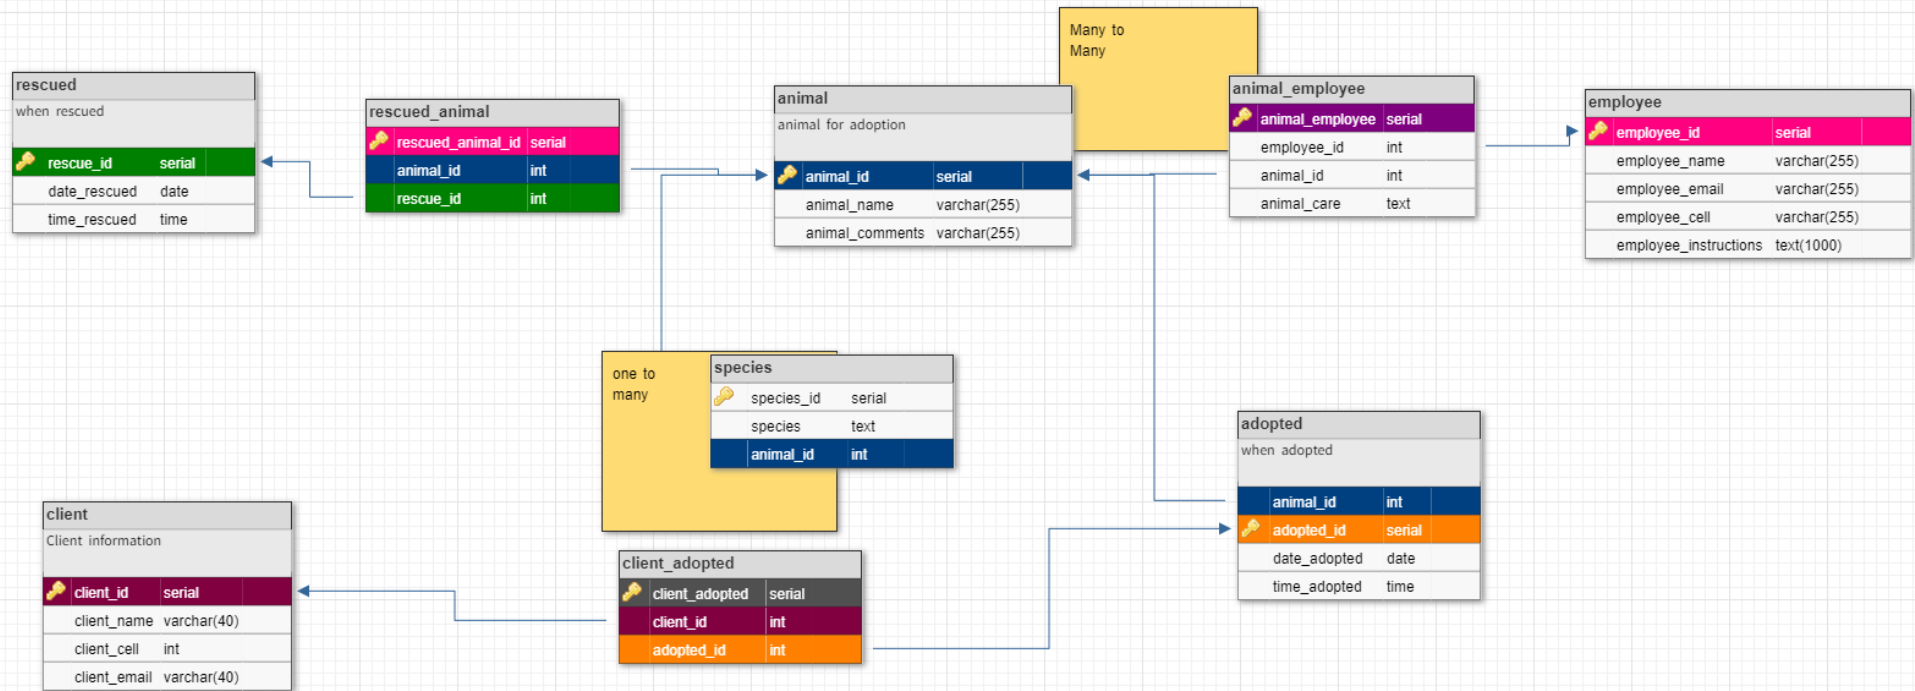 Many to
Many
rescued
when rescued
rescue_id serial
date_rescued date
time_rescued time
rescued_animal
rescued_animal_id serial
animal_id int
rescue_id int
animal
animal for adoption
animal_id serial
animal_name varchar(255)
animal_comments varchar(255)
animal_employee
animal_employee serial
employee_id int
animal_id int
animal_care text
employee
employee_id serial
employee_name varchar(255)
employee_email varchar(255)
employee_cell varchar(255)
employee_instructions text(1000)
one to
many
species
species_id serial
species text
animal_id int
adopted
when adopted
animal_id int
adopted_id serial
date_adopted date
time_adopted time
client
Client information
client_id serial
client_name varchar(40)
client_cell int
client_email varchar(40)
client_adopted
client_adopted serial
client_id int
adopted_id int